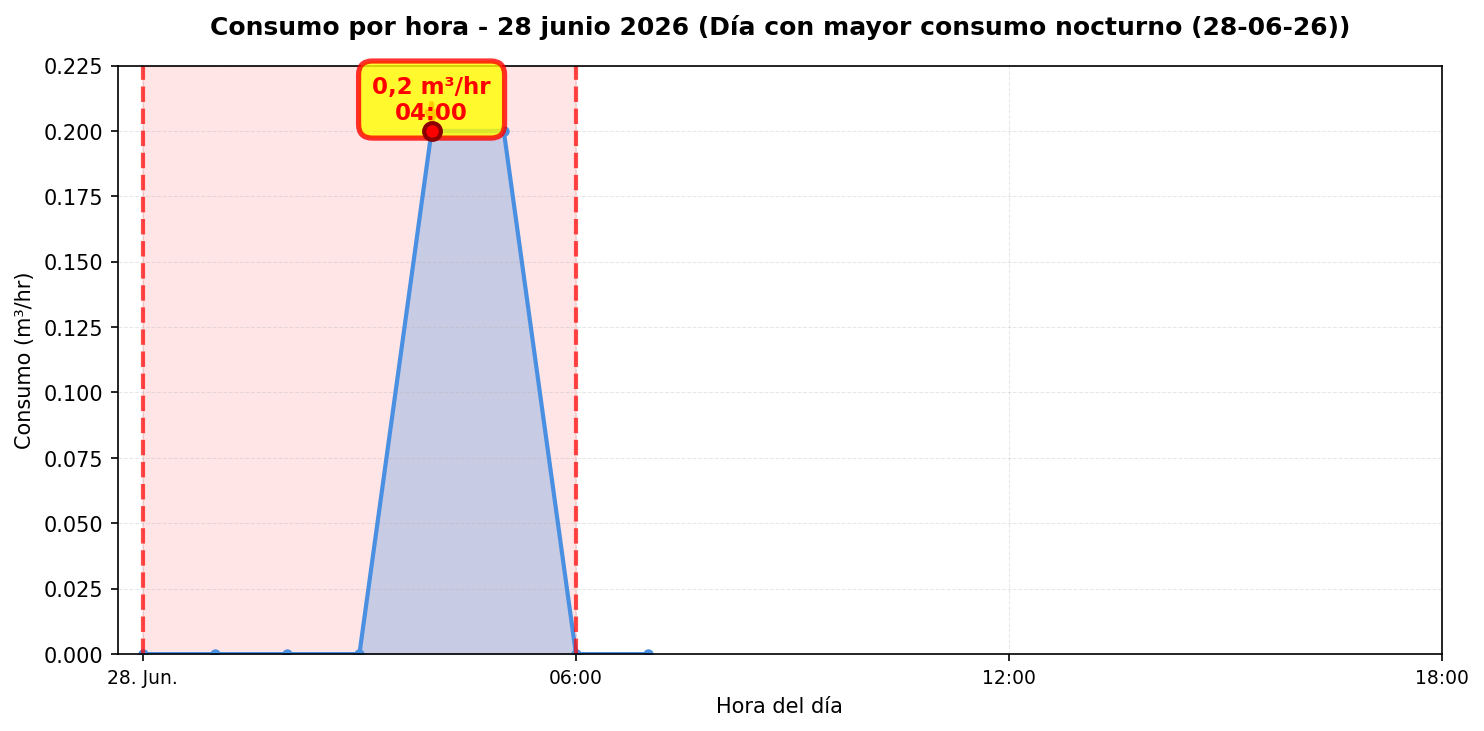 Consumo por hora - 28 junio 2026 (Día con mayor consumo nocturno (28-06-26))
0,2 m³/hr
04:00
0.225
0.200
0.175
0.150
0.125
0.100
0.075
0.050
0.025
0.000
Consumo (m³/hr)
28. Jun.
06:00
12:00
18:00
Hora del día